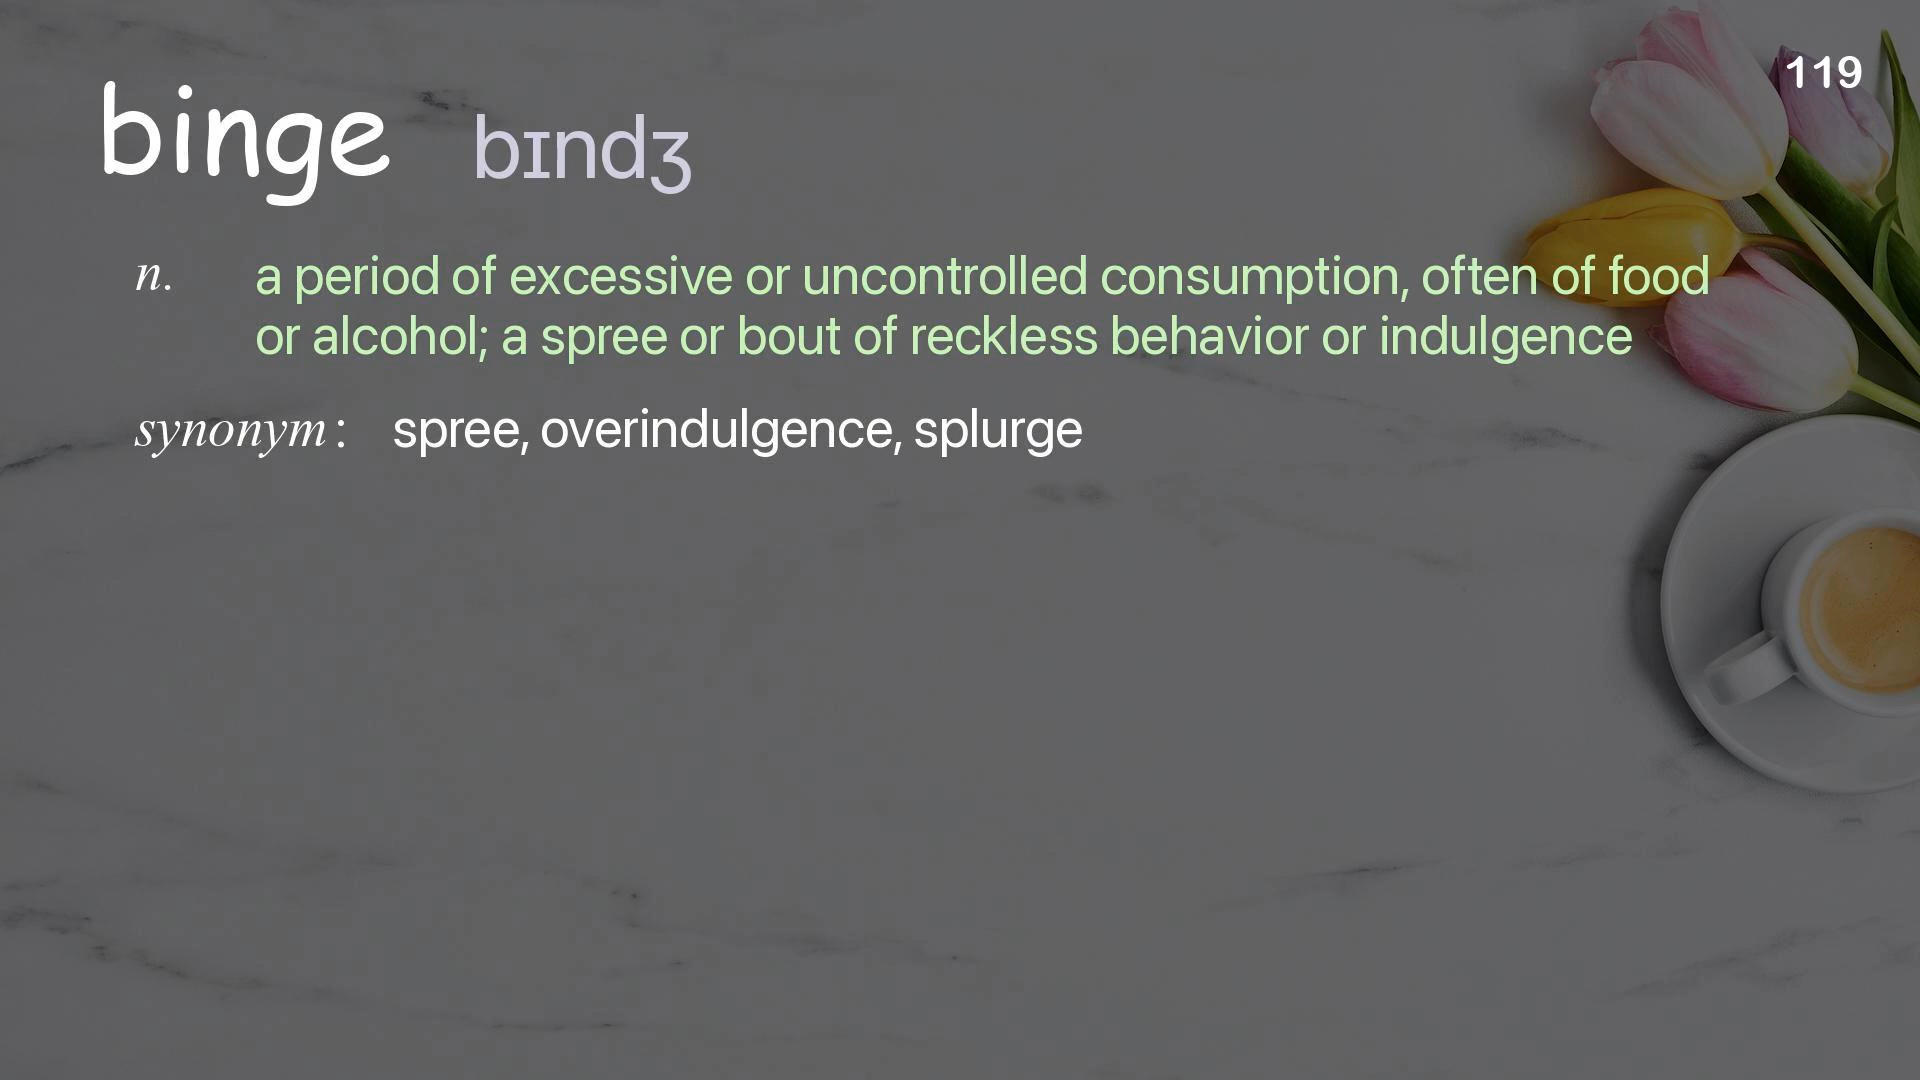 119
binge bɪndʒ
n. a period of excessive or uncontrolled consumption, often of food
or alcohol; a spree or bout of reckless behavior or indulgence
synonym : spree, overindulgence, splurge